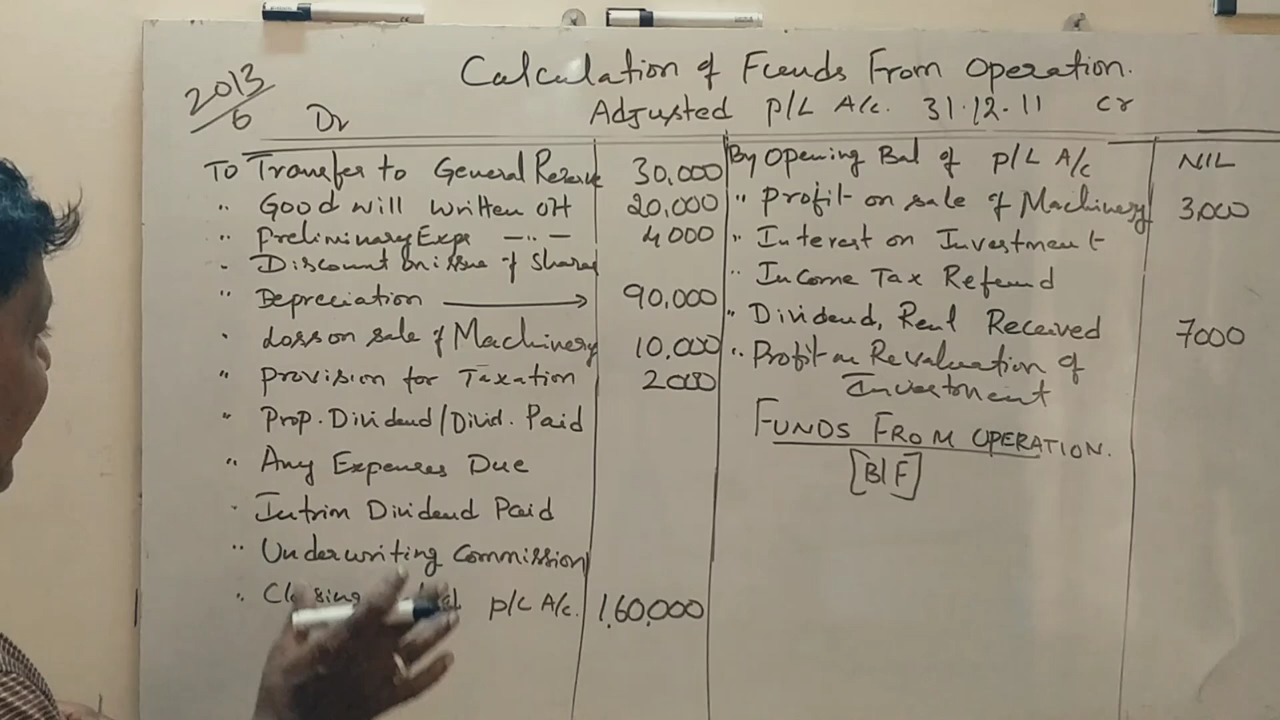 Calculation of Funds From Operation.
2013/6 Dr Adjusted P/L A/c. 31.12.11 Cr
To Transfer to General Reserve 30,000
" Good will written off 20,000
" Preliminary Exps —"— 4000
" Discount on issue of Shares
" Depreciation → 90,000
" Loss on sale of Machinery 10,000
" Provision for Taxation 2000
" Prop. Dividend/Divid. Paid
" Any Expenses Due
" Intrim Dividend Paid
" Underwriting Commission
" P/L A/c. 1,60,000
By Opening Bal of P/L A/c NIL
" Profit on sale of Machinery 3,000
" Interest on Investment
" Income Tax Refund
" Dividend, Rent Received 7000
" Profit on Revaluation of
Investment
FUNDS FROM OPERATION.
[B/F]